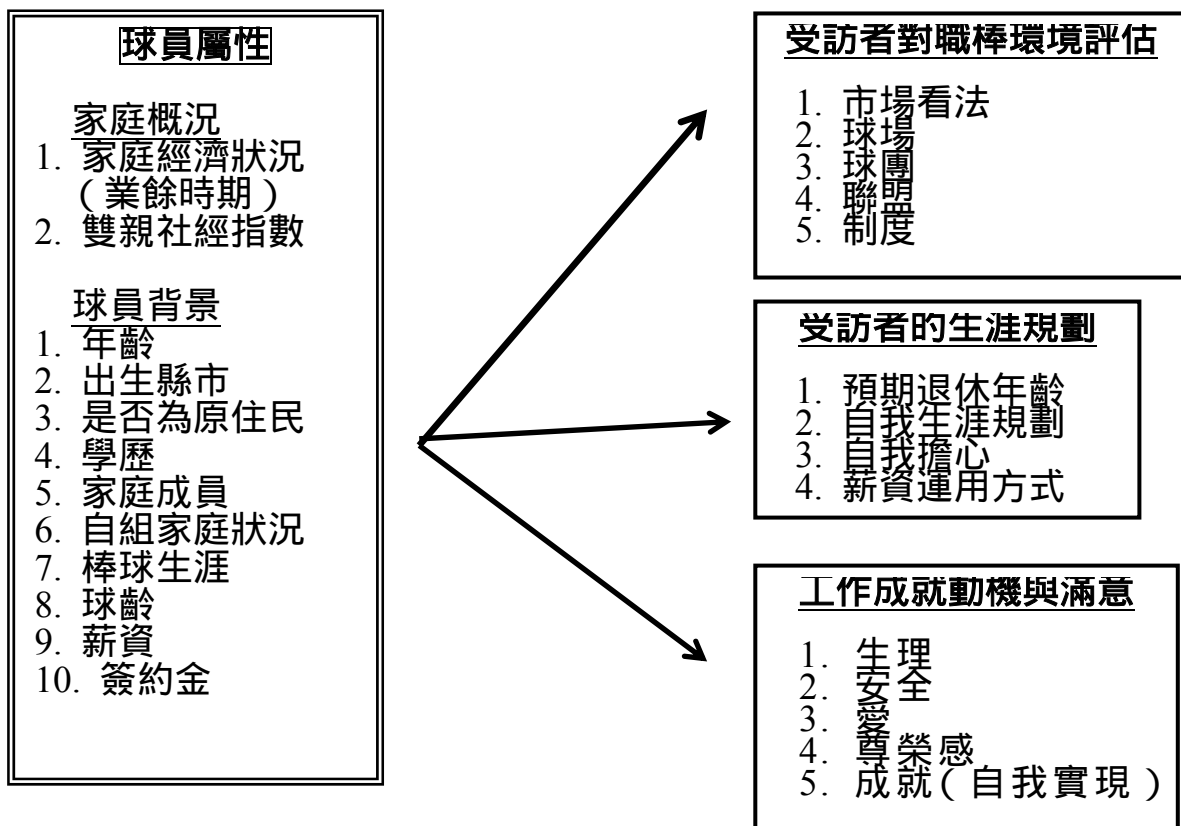 球員屬性
家庭概況
1. 家庭經濟狀況
（業餘時期）
2. 雙親社經指數
球員背景
1. 年齡
2. 出生縣市
3. 是否為原住民
4. 學歷
5. 家庭成員
6. 自組家庭狀況
7. 棒球生涯
8. 球齡
9. 薪資
10. 簽約金
受訪者對職棒環境評估
1. 市場看法
2. 球場
3. 球團
4. 聯盟
5. 制度
受訪者的生涯規劃
1. 預期退休年齡
2. 自我生涯規劃
3. 自我擔心
4. 薪資運用方式
工作成就動機與滿意
1. 生理
2. 安全
3. 愛
4. 尊榮感
5. 成就（自我實現）